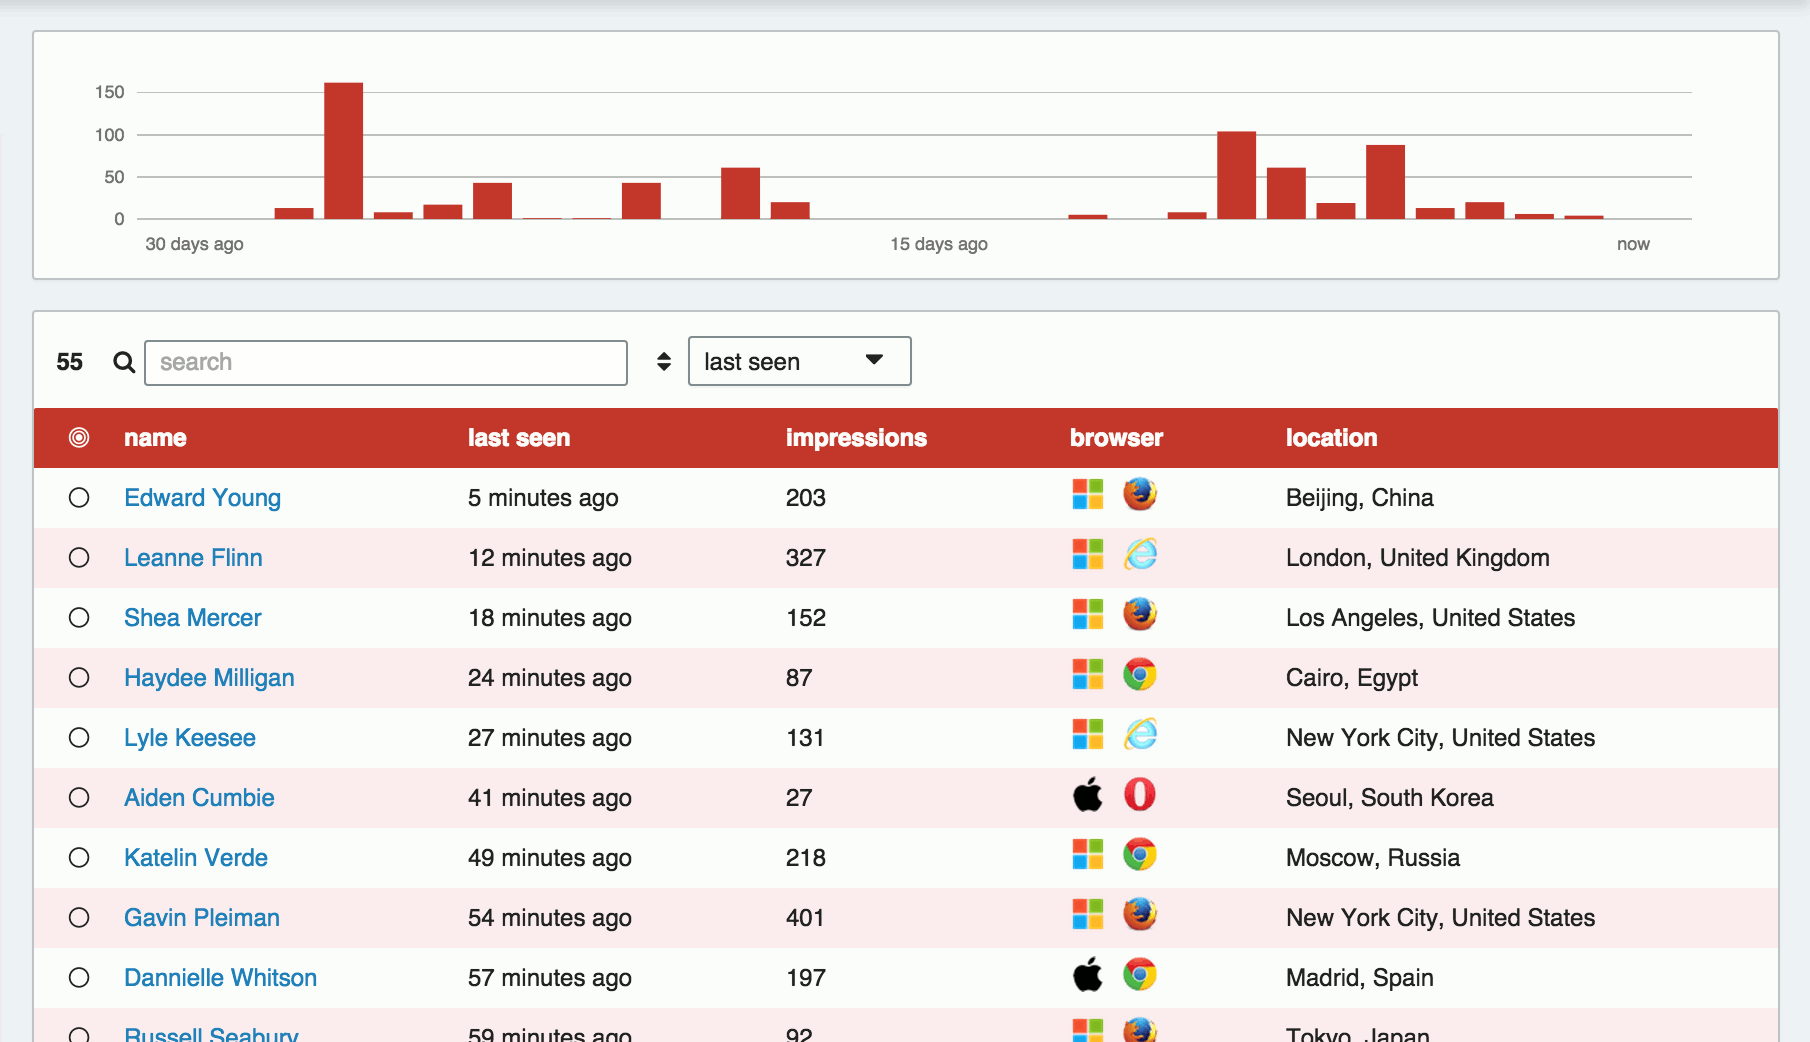 150
100
50
0
30 days ago 15 days ago now
55 search last seen
name last seen impressions browser location
Edward Young 5 minutes ago 203 Beijing, China
Leanne Flinn 12 minutes ago 327 London, United Kingdom
Shea Mercer 18 minutes ago 152 Los Angeles, United States
Haydee Milligan 24 minutes ago 87 Cairo, Egypt
Lyle Keesee 27 minutes ago 131 New York City, United States
Aiden Cumbie 41 minutes ago 27 Seoul, South Korea
Katelin Verde 49 minutes ago 218 Moscow, Russia
Gavin Pleiman 54 minutes ago 401 New York City, United States
Dannielle Whitson 57 minutes ago 197 Madrid, Spain
Russell Seabury 59 minutes ago 92 Tokyo, Japan